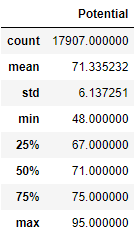 Potential
count 17907.000000
mean 71.335232
std 6.137251
min 48.000000
25% 67.000000
50% 71.000000
75% 75.000000
max 95.000000